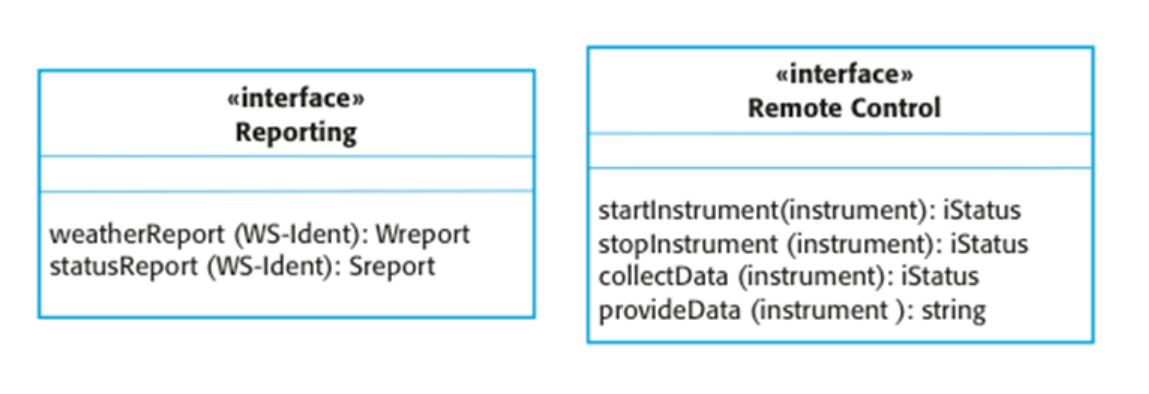 «interface»
Reporting
weatherReport (WS-Ident): Wreport
statusReport (WS-Ident): Sreport
«interface»
Remote Control
startInstrument(instrument): iStatus
stopInstrument (instrument): iStatus
collectData (instrument): iStatus
provideData (instrument ): string